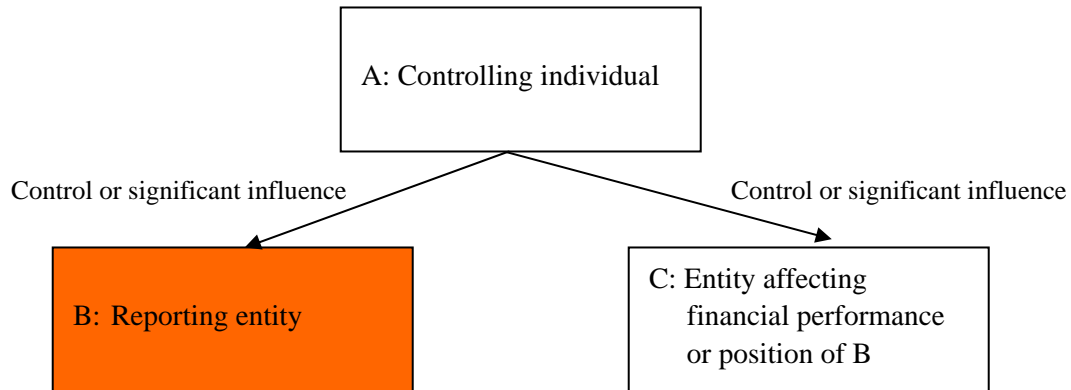 A: Controlling individual
Control or significant influence
Control or significant influence
B: Reporting entity
C: Entity affecting
financial performance
or position of B